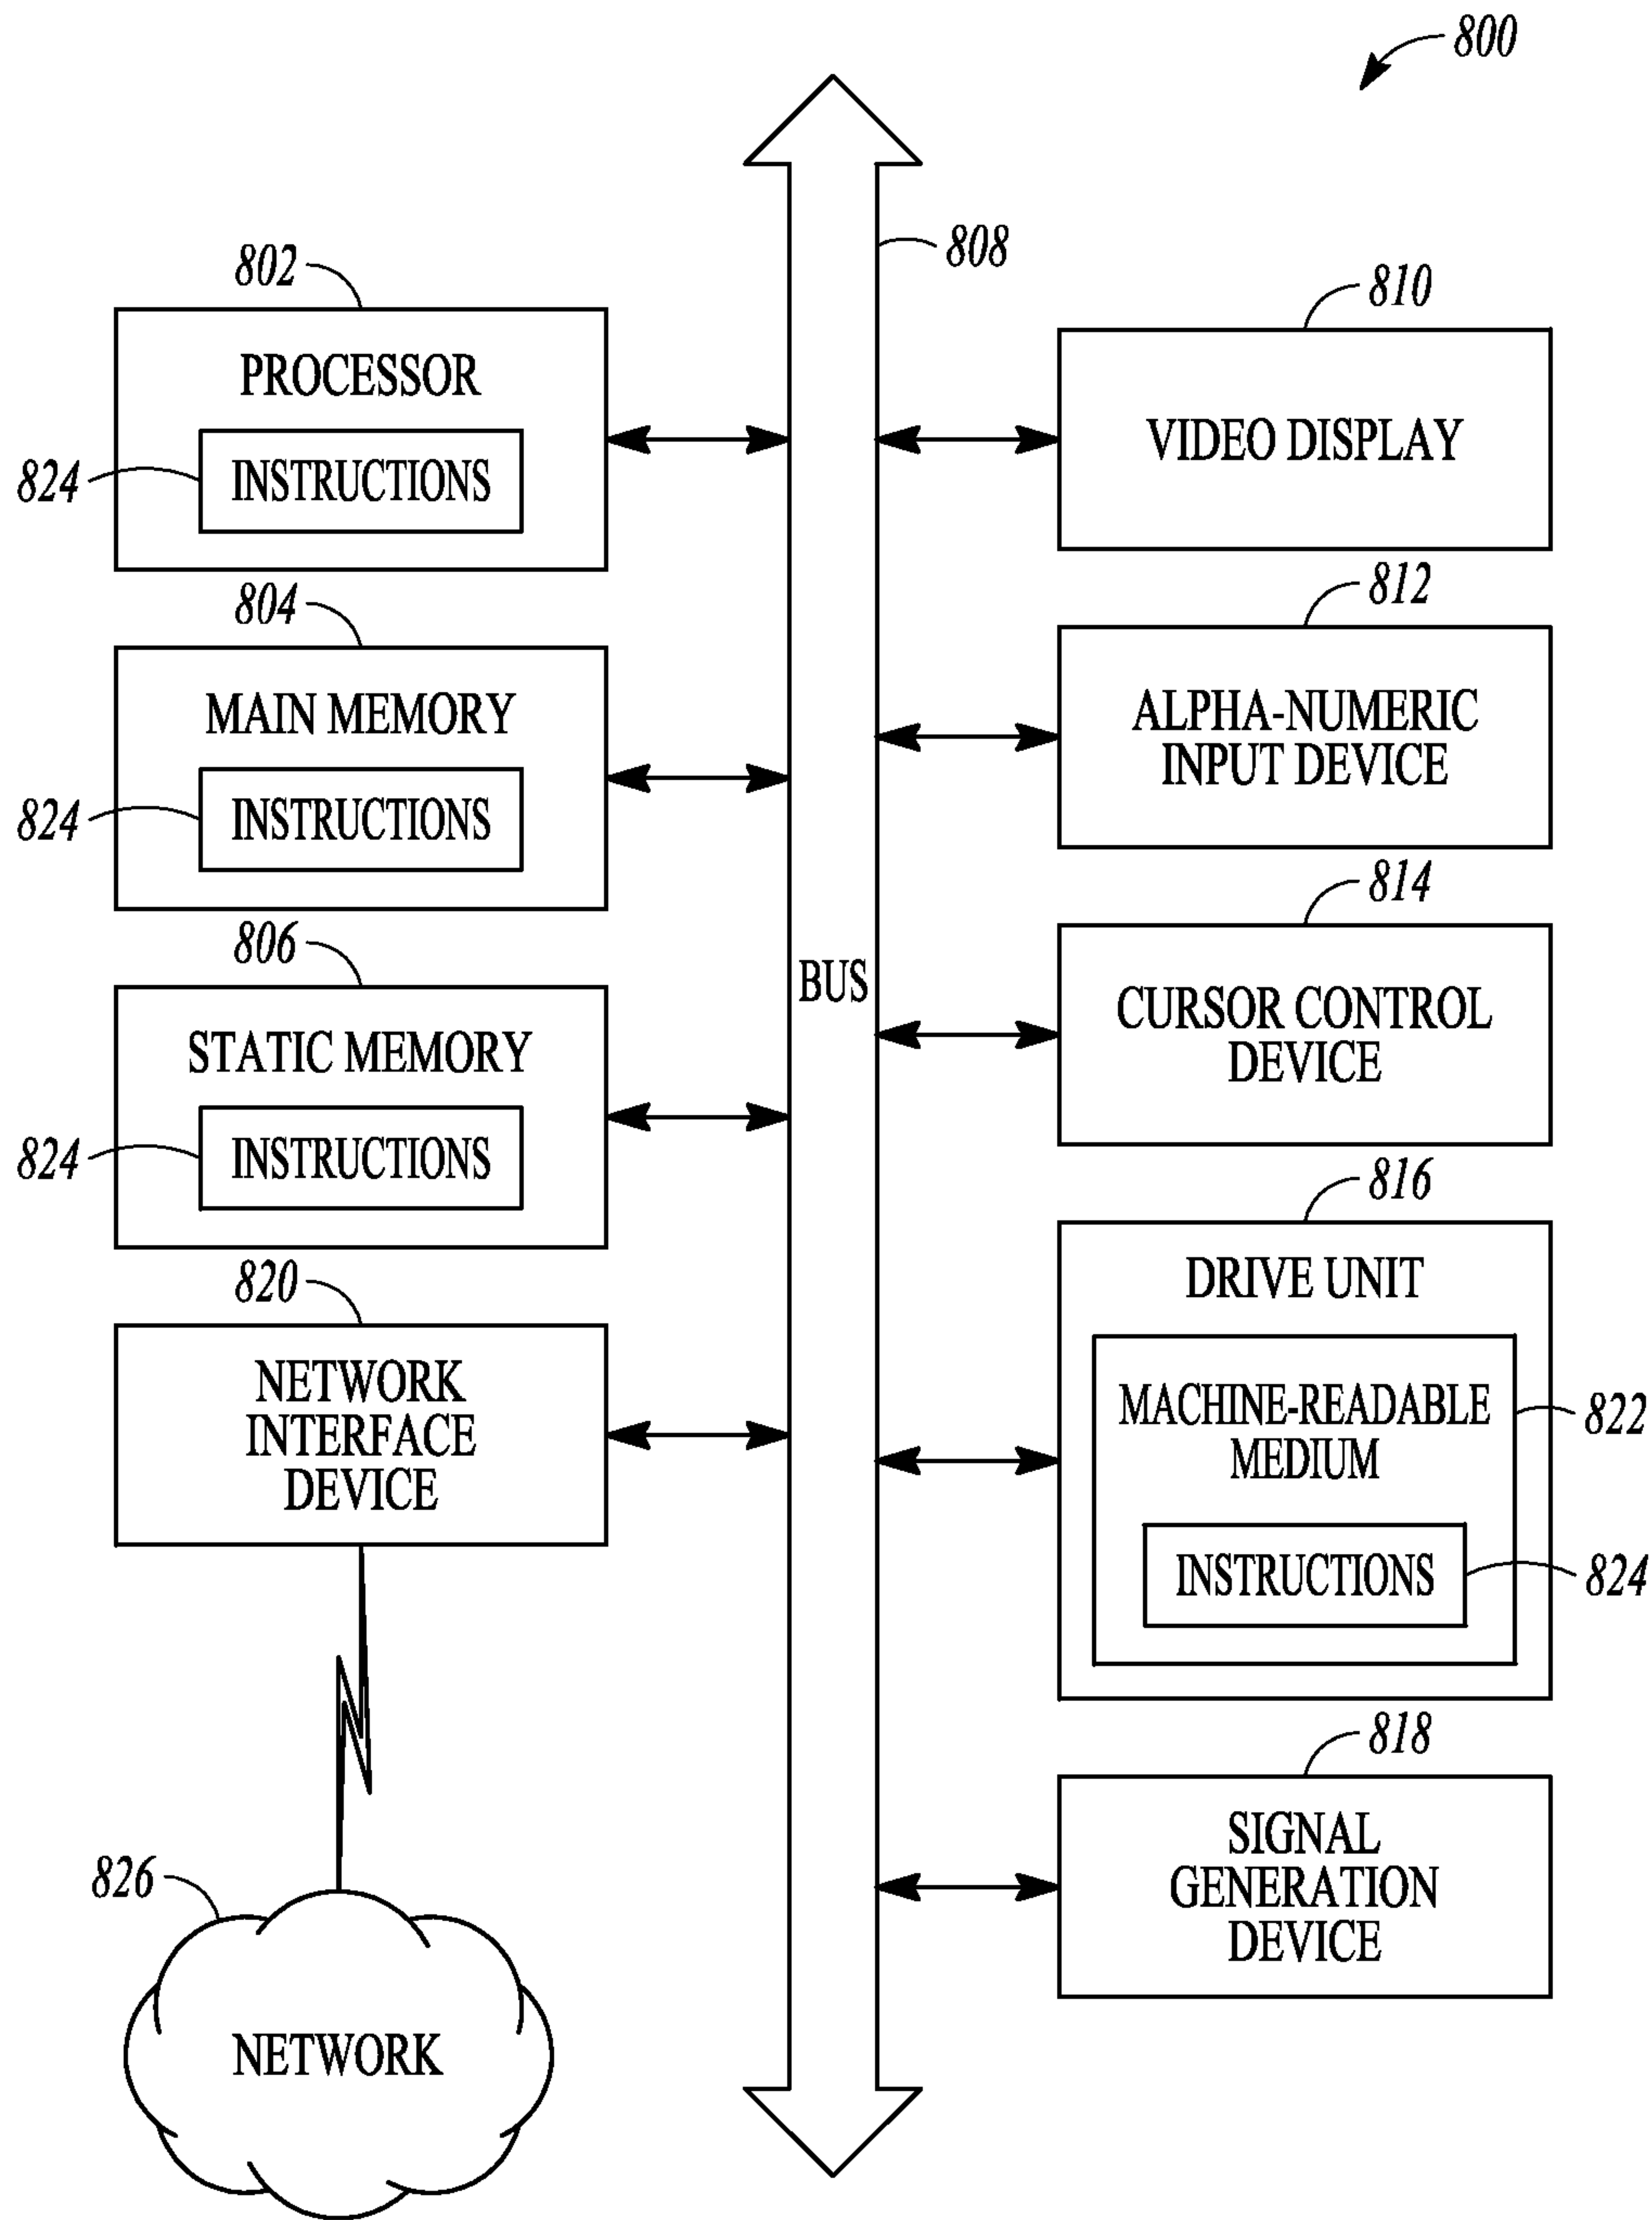 800
808
802
PROCESSOR
824
INSTRUCTIONS
804
MAIN MEMORY
824
INSTRUCTIONS
806
STATIC MEMORY
824
INSTRUCTIONS
820
NETWORK
INTERFACE
DEVICE
826
NETWORK
BUS
810
VIDEO DISPLAY
812
ALPHA-NUMERIC
INPUT DEVICE
814
CURSOR CONTROL
DEVICE
816
DRIVE UNIT
MACHINE-READABLE
MEDIUM
822
INSTRUCTIONS
824
818
SIGNAL
GENERATION
DEVICE